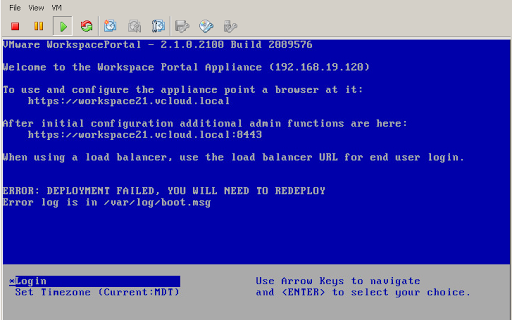 File View VM
VMware WorkspacePortal - 2.1.0.2100 Build 2089576
Welcome to the Workspace Portal Appliance (192.168.19.120)
To use and configure the appliance point a browser at it:
https://workspace21.vcloud.local
After initial configuration additional admin functions are here:
https://workspace21.vcloud.local:8443
When using a load balancer, use the load balancer URL for end user login.
ERROR: DEPLOYMENT FAILED, YOU WILL NEED TO REDEPLOY
Error log is in /var/log/boot.msg
*Login
Use Arrow Keys to navigate
Set Timezone (Current:MDT)
and <ENTER> to select your choice.